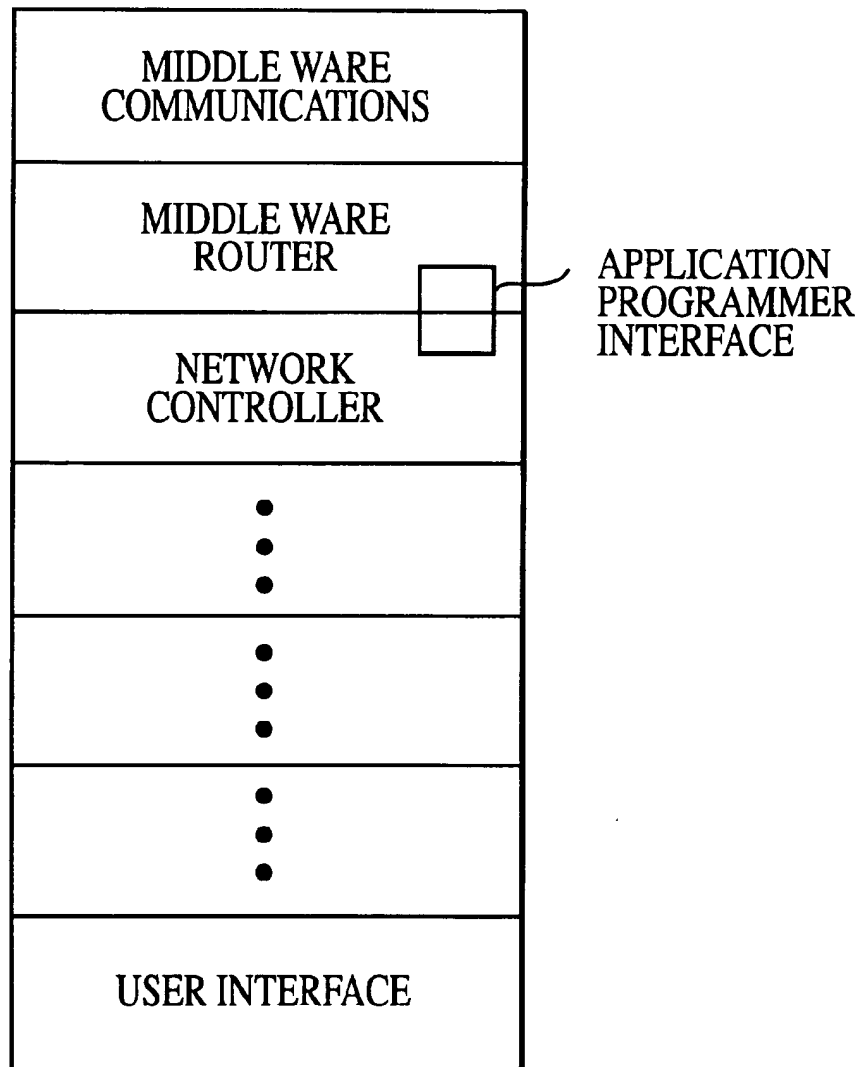 MIDDLE WARE
COMMUNICATIONS
MIDDLE WARE
ROUTER
APPLICATION
PROGRAMMER
INTERFACE
NETWORK
CONTROLLER
USER INTERFACE